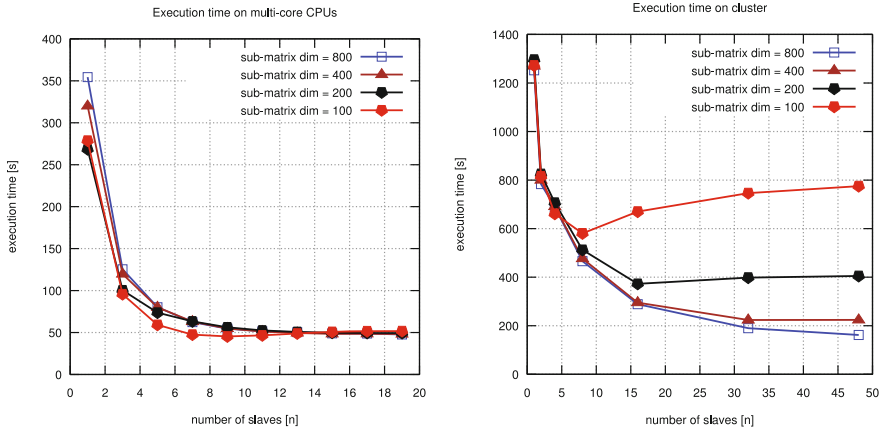 Execution time on multi-core CPUs
400
350
300
250
200
150
100
50
0
0 2 4 6 8 10 12 14 16 18 20
execution time [s]
number of slaves [n]
sub-matrix dim = 800
sub-matrix dim = 400
sub-matrix dim = 200
sub-matrix dim = 100
Execution time on cluster
1400
1200
1000
800
600
400
200
0
0 5 10 15 20 25 30 35 40 45 50
execution time [s]
number of slaves [n]
sub-matrix dim = 800
sub-matrix dim = 400
sub-matrix dim = 200
sub-matrix dim = 100